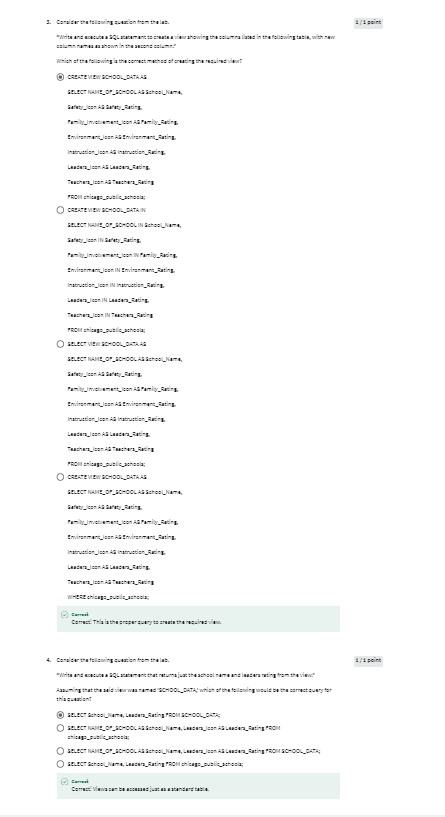 3. Consider the following question from the lab.
1 / 1 point
"Write and execute a SQL statement to create a view showing the columns listed in the following table, with new
column names as shown in the second column."
Which of the following is the correct method of creating the required view?
CREATE VIEW SCHOOL_DATA AS
SELECT NAME_OF_SCHOOL AS School_Name,
Safety_Icon AS Safety_Rating,
Family_Involvement_Icon AS Family_Rating,
Environment_Icon AS Environment_Rating,
Instruction_Icon AS Instruction_Rating,
Leaders_Icon AS Leaders_Rating,
Teachers_Icon AS Teachers_Rating
FROM chicago_public_schools;
CREATE VIEW SCHOOL_DATA IN
SELECT NAME_OF_SCHOOL IN School_Name,
Safety_Icon IN Safety_Rating,
Family_Involvement_Icon IN Family_Rating,
Environment_Icon IN Environment_Rating,
Instruction_Icon IN Instruction_Rating,
Leaders_Icon IN Leaders_Rating,
Teachers_Icon IN Teachers_Rating
FROM chicago_public_schools;
SELECT VIEW SCHOOL_DATA AS
SELECT NAME_OF_SCHOOL AS School_Name,
Safety_Icon AS Safety_Rating,
Family_Involvement_Icon AS Family_Rating,
Environment_Icon AS Environment_Rating,
Instruction_Icon AS Instruction_Rating,
Leaders_Icon AS Leaders_Rating,
Teachers_Icon AS Teachers_Rating
FROM chicago_public_schools;
CREATE VIEW SCHOOL_DATA AS
SELECT NAME_OF_SCHOOL AS School_Name,
Safety_Icon AS Safety_Rating,
Family_Involvement_Icon AS Family_Rating,
Environment_Icon AS Environment_Rating,
Instruction_Icon AS Instruction_Rating,
Leaders_Icon AS Leaders_Rating,
Teachers_Icon AS Teachers_Rating
WHERE chicago_public_schools;
Correct
Correct! This is the proper query to create the required view.
4. Consider the following question from the lab.
1 / 1 point
"Write and execute a SQL statement that returns just the school name and leaders rating from the view."
Assuming that the said view was named 'SCHOOL_DATA,' which of the following would be the correct query for
this question?
SELECT School_Name, Leaders_Rating FROM SCHOOL_DATA;
SELECT NAME_OF_SCHOOL AS School_Name, Leaders_Icon AS Leaders_Rating FROM
chicago_public_schools;
SELECT NAME_OF_SCHOOL AS School_Name, Leaders_Icon AS Leaders_Rating FROM SCHOOL_DATA;
SELECT School_Name, Leaders_Rating FROM chicago_public_schools;
Correct
Correct! Views can be accessed just as a standard table.